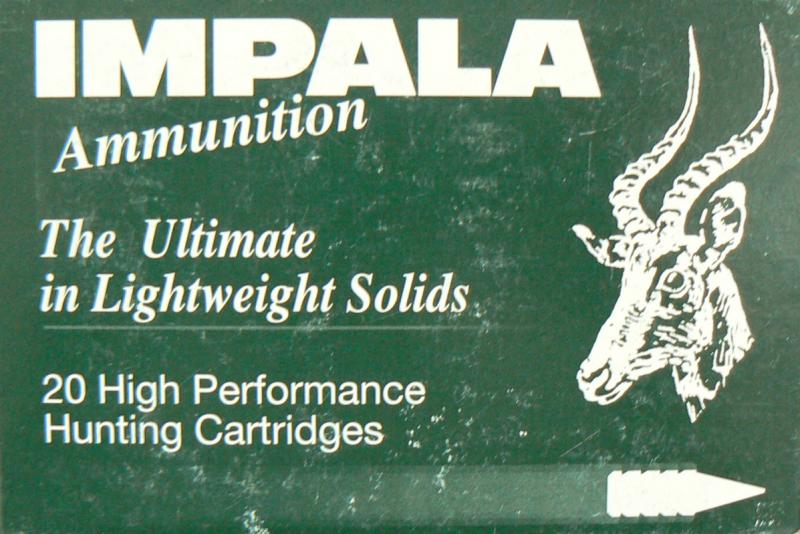 IMPALA
Ammunition
The Ultimate
in Lightweight Solids
20 High Performance
Hunting Cartridges